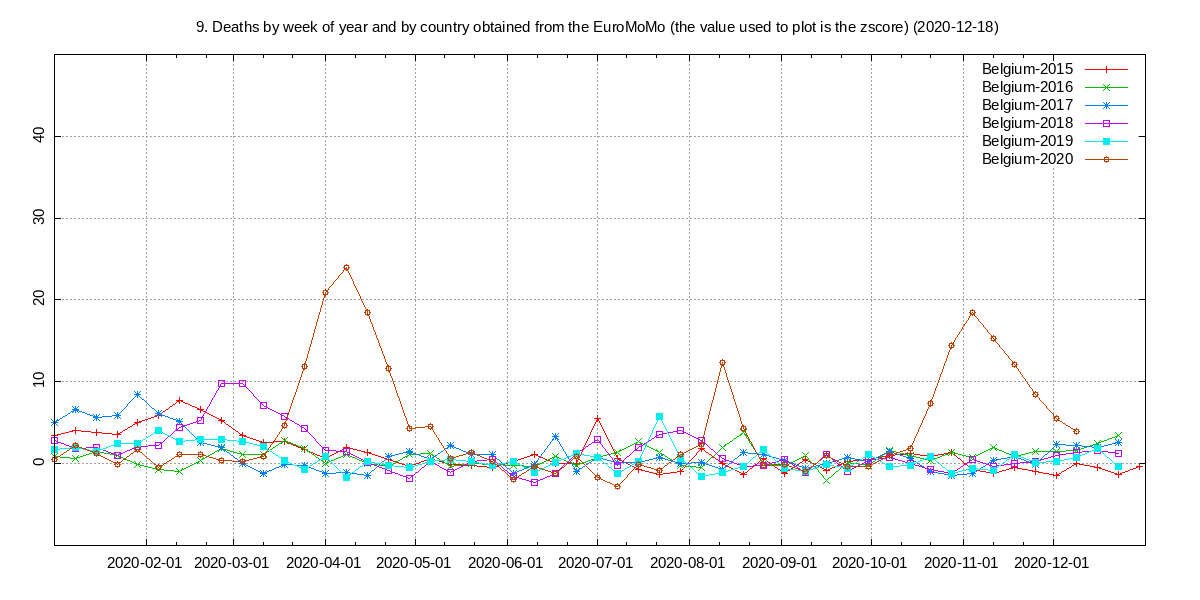 9. Deaths by week of year and by country obtained from the EuroMoMo (the value used to plot is the zscore) (2020-12-18)
Belgium-2015
Belgium-2016
Belgium-2017
Belgium-2018
Belgium-2019
Belgium-2020
40
30
20
10
0
2020-02-01 2020-03-01 2020-04-01 2020-05-01 2020-06-01 2020-07-01 2020-08-01 2020-09-01 2020-10-01 2020-11-01 2020-12-01